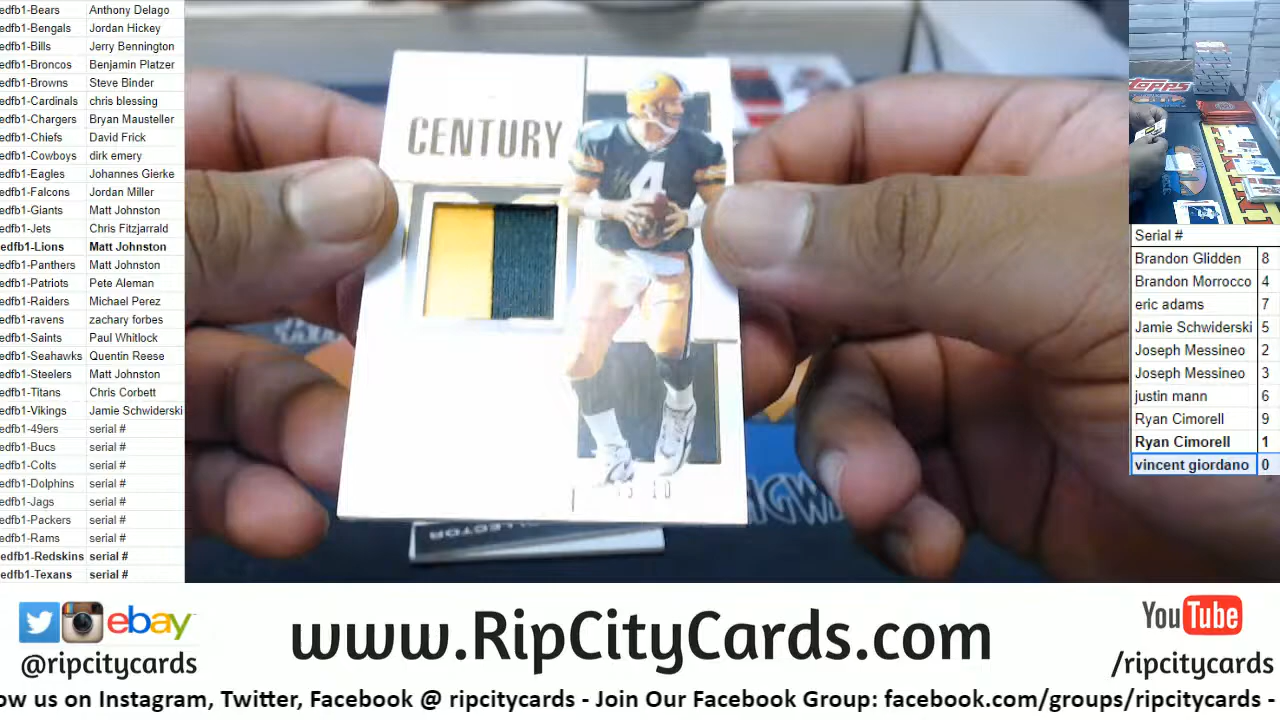 edfb1-Bears Anthony Delago
edfb1-Bengals Jordan Hickey
edfb1-Bills Jerry Bennington
edfb1-Broncos Benjamin Platzer
edfb1-Browns Steve Binder
edfb1-Cardinals chris blessing
edfb1-Chargers Bryan Mausteller
edfb1-Chiefs David Frick
edfb1-Cowboys dirk emery
edfb1-Eagles Johannes Gierke
edfb1-Falcons Jordan Miller
edfb1-Giants Matt Johnston
edfb1-Jets Chris Fitzjarrald
edfb1-Lions Matt Johnston
edfb1-Panthers Matt Johnston
edfb1-Patriots Pete Aleman
edfb1-Raiders Michael Perez
edfb1-ravens zachary forbes
edfb1-Saints Paul Whitlock
edfb1-Seahawks Quentin Reese
edfb1-Steelers Matt Johnston
edfb1-Titans Chris Corbett
edfb1-Vikings Jamie Schwiderski
edfb1-49ers serial #
edfb1-Bucs serial #
edfb1-Colts serial #
edfb1-Dolphins serial #
edfb1-Jags serial #
edfb1-Packers serial #
edfb1-Rams serial #
edfb1-Redskins serial #
edfb1-Texans serial #
CENTURY
4
topps
Serial #
Brandon Glidden 8
Brandon Morrocco 4
eric adams 7
Jamie Schwiderski 5
Joseph Messineo 2
Joseph Messineo 3
justin mann 6
Ryan Cimorell 9
Ryan Cimorell 1
vincent giordano 0
ebay
@ripcitycards
www.RipCityCards.com
YouTube
/ripcitycards
ow us on Instagram, Twitter, Facebook @ ripcitycards - Join Our Facebook Group: facebook.com/groups/ripcitycards -